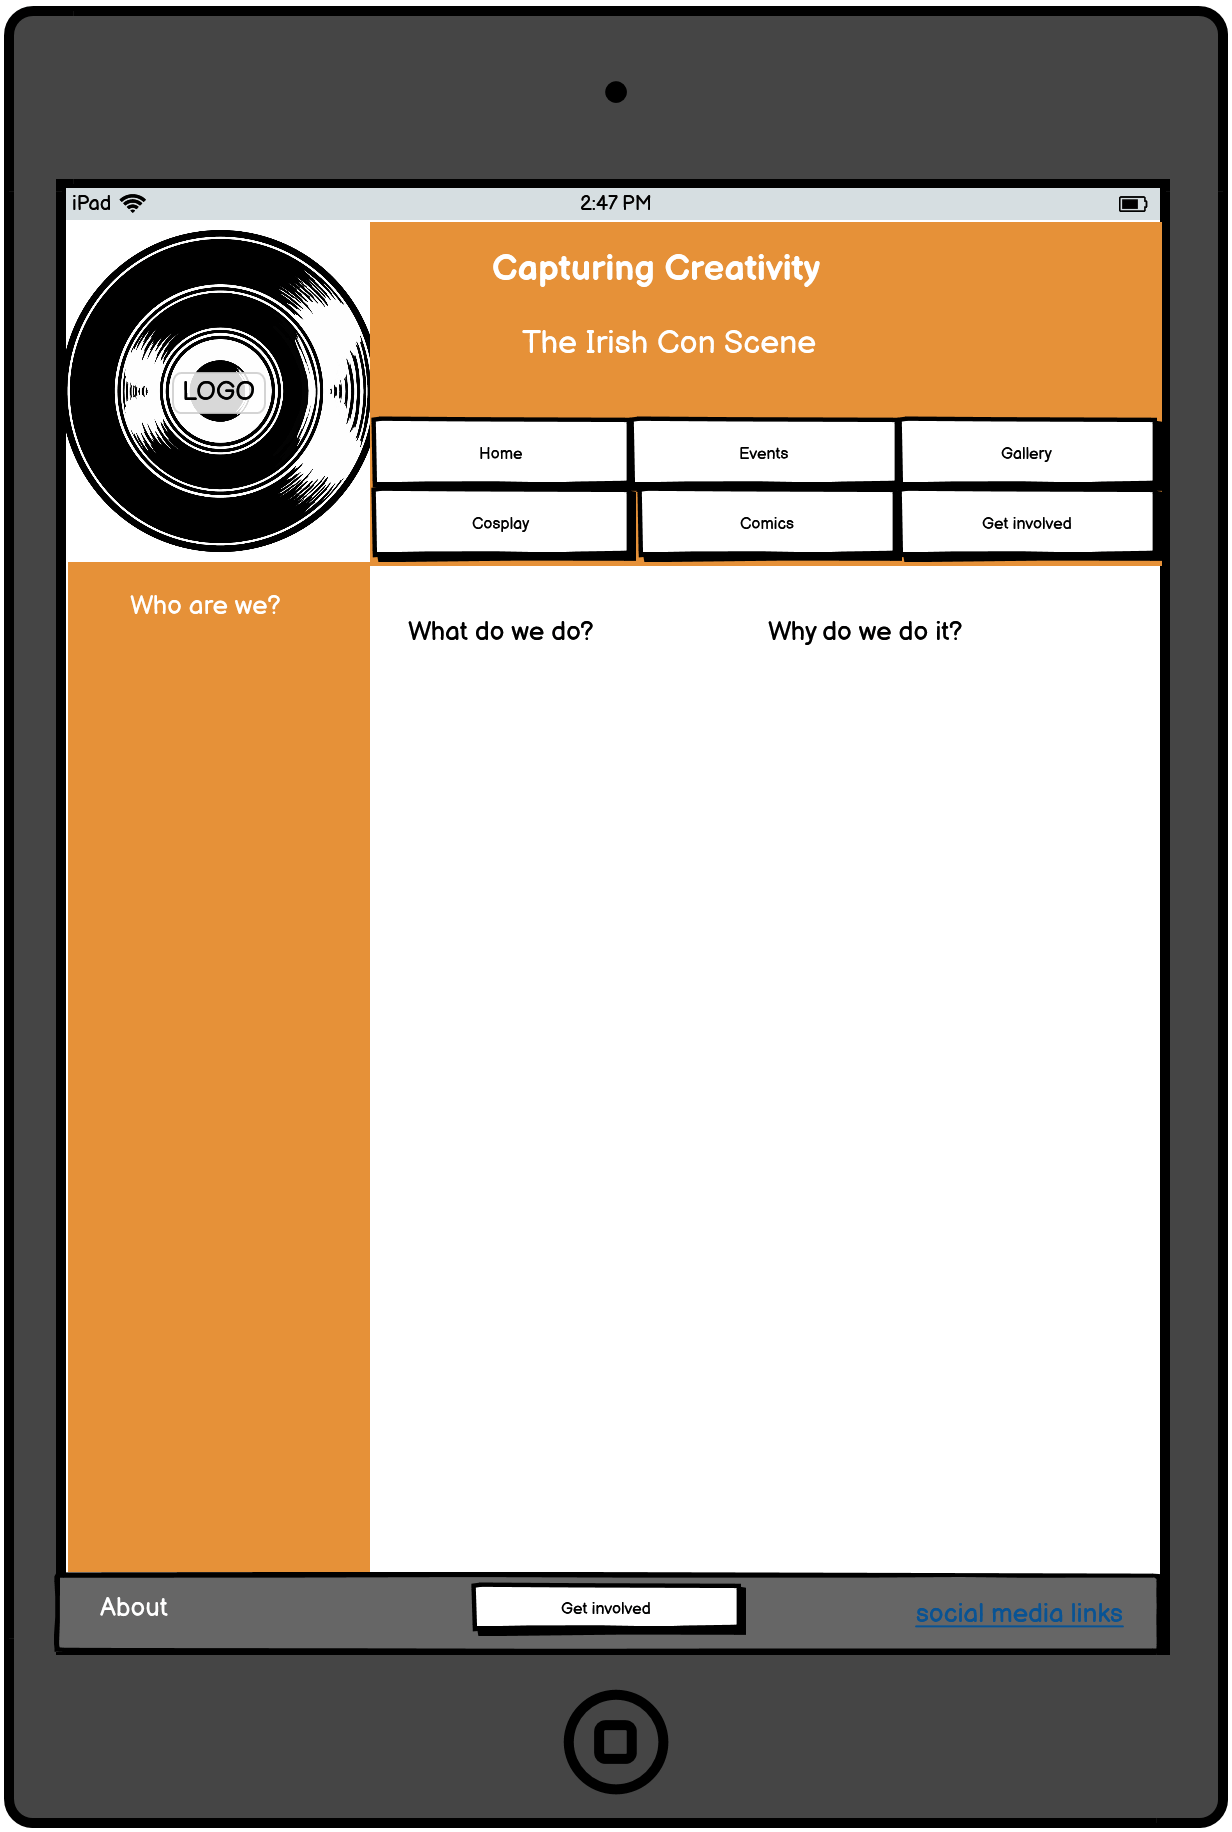 iPad
2:47 PM
LOGO
Capturing Creativity
The Irish Con Scene
Home
Events
Gallery
Cosplay
Comics
Get involved
Who are we?
What do we do?
Why do we do it?
About
Get involved
social media links